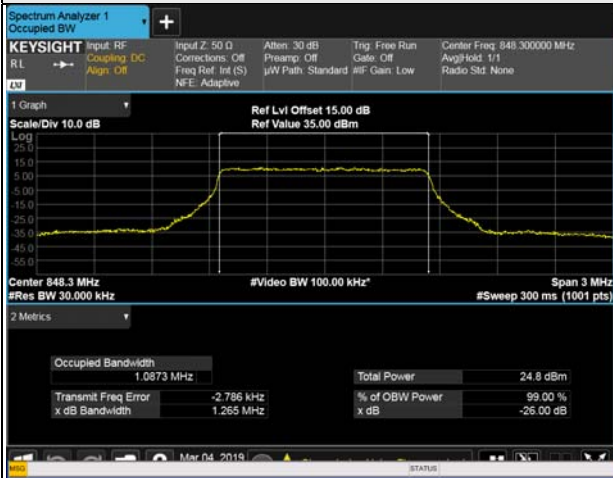 Spectrum Analyzer 1
Occupied BW
+
KEYSIGHT Input: RF Input Z: 50 Ω Atten: 30 dB Trig: Free Run Center Freq: 848.300000 MHz
RL Coupling: DC Corrections: Off Preamp: Off Gate: Off Avg|Hold: 1/1
Align: Off Freq Ref: Int (S) µW Path: Standard #IF Gain: Low Radio Std: None
LXI NFE: Adaptive
1 Graph
Ref Lvl Offset 15.00 dB
Scale/Div 10.0 dB Ref Value 35.00 dBm
Log
25.0
15.0
5.00
-5.00
-15.0
-25.0
-35.0
-45.0
-55.0
Center 848.3 MHz #Video BW 100.00 kHz* Span 3 MHz
#Res BW 30.000 kHz #Sweep 300 ms (1001 pts)
2 Metrics
Occupied Bandwidth
1.0873 MHz Total Power 24.8 dBm
Transmit Freq Error -2.786 kHz % of OBW Power 99.00 %
x dB Bandwidth 1.265 MHz x dB -26.00 dB
Mar 04, 2019
MSG STATUS